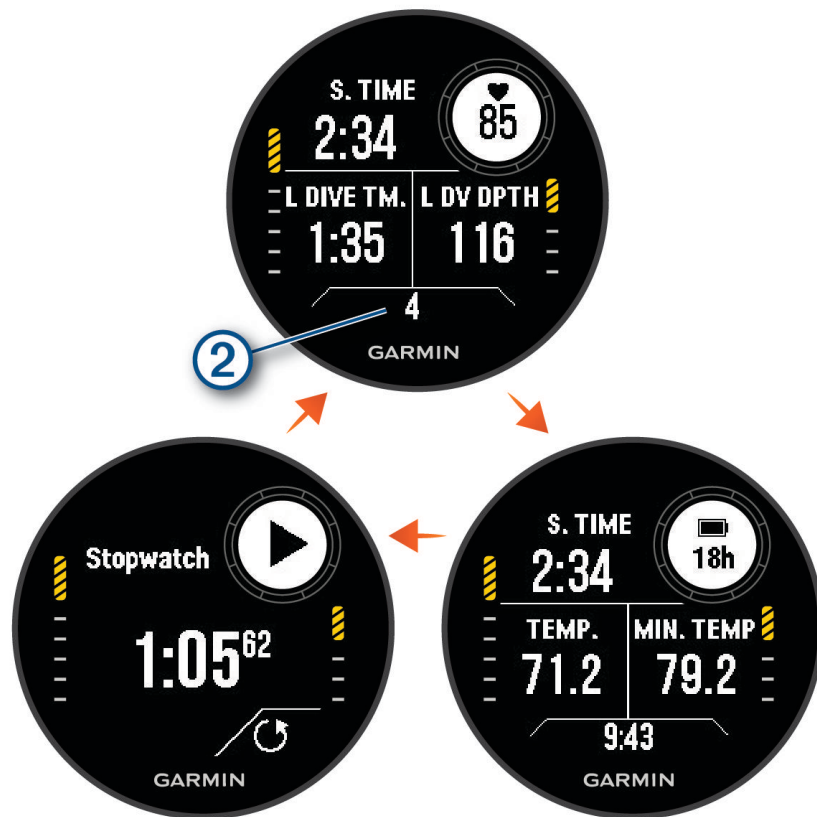 S. TIME
85
2:34
L DIVE TM. L DV DPTH
1:35 116
4
2
GARMIN
Stopwatch
1:05 62
GARMIN
S. TIME
18h
2:34
TEMP. MIN. TEMP
71.2 79.2
9:43
GARMIN